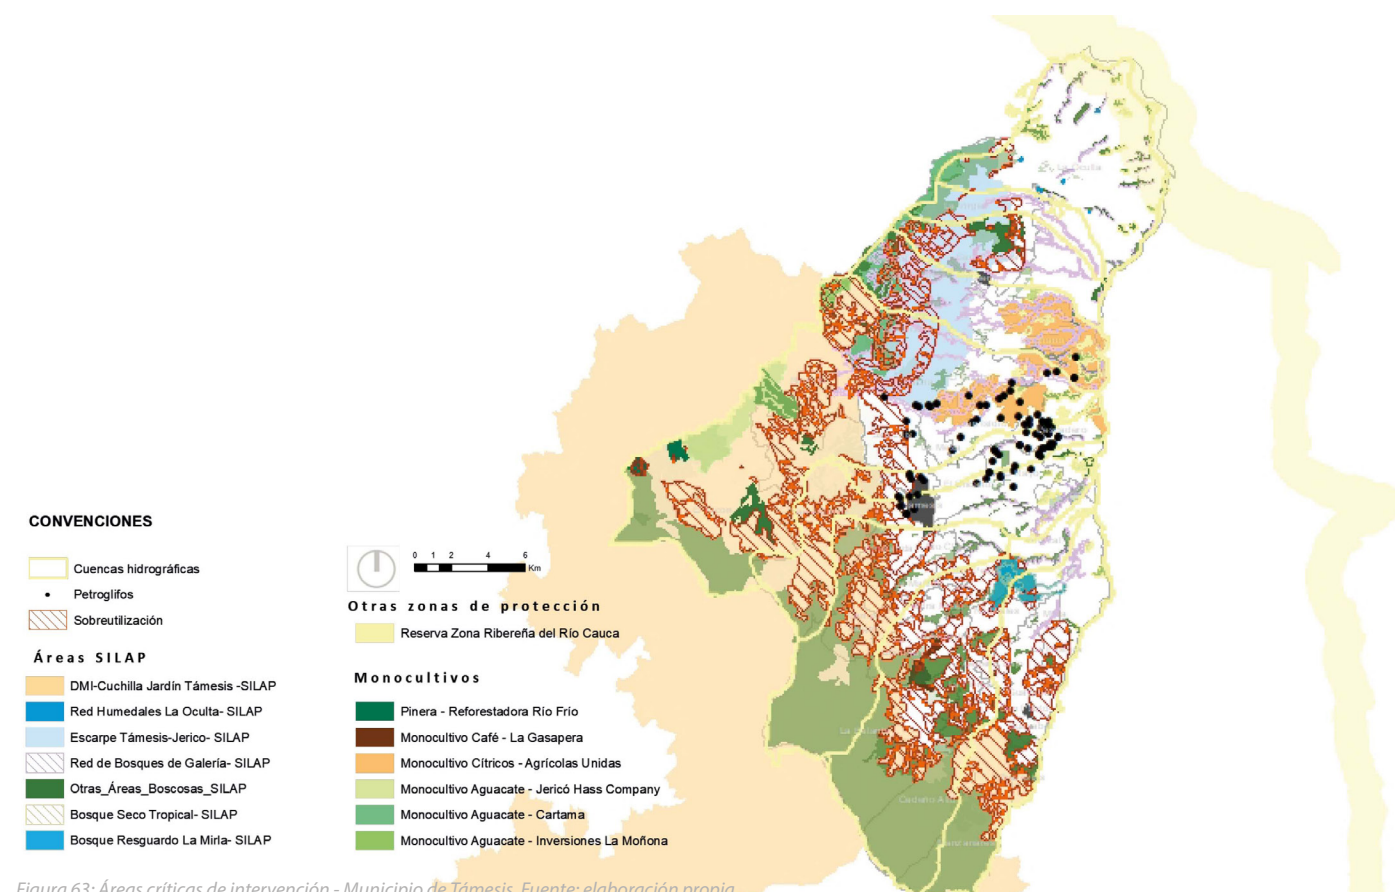 CONVENCIONES
Cuencas hidrográficas
Petroglifos
Sobreutilización
Áreas SILAP
DMI-Cuchilla Jardín Támesis -SILAP
Red Humedales La Oculta- SILAP
Escarpe Támesis-Jerico- SILAP
Red de Bosques de Galería- SILAP
Otras_Áreas_Boscosas_SILAP
Bosque Seco Tropical- SILAP
Bosque Resguardo La Mirla- SILAP
0 1 2 4 6
Km
Otras zonas de protección
Reserva Zona Ribereña del Río Cauca
Monocultivos
Pinera - Reforestadora Río Frío
Monocultivo Café - La Gasapera
Monocultivo Cítricos - Agrícolas Unidas
Monocultivo Aguacate - Jericó Hass Company
Monocultivo Aguacate - Cartama
Monocultivo Aguacate - Inversiones La Moñona
La Oculta
Figura 63: Áreas críticas de intervención - Municipio de Támesis. Fuente: elaboración propia